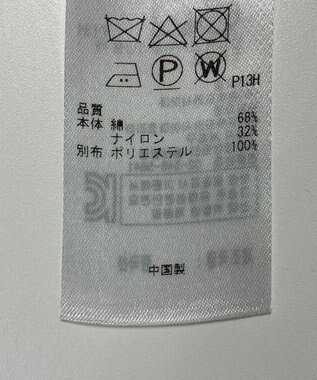 P W P13H
品質
本体 綿 68%
ナイロン 32%
別布 ポリエステル 100%
中国製